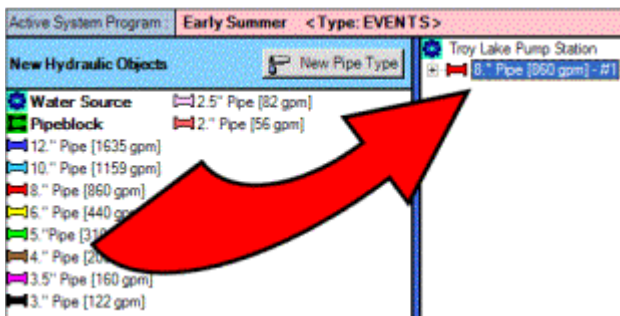 Active System Program : Early Summer <Type: EVENTS>
New Hydraulic Objects
New Pipe Type
Water Source
Pipeblock
12." Pipe [1635 gpm]
10." Pipe [1159 gpm]
8." Pipe [860 gpm]
6." Pipe [440 gpm]
5."Pipe [310
4." Pipe [20
3.5" Pipe [160 gpm]
3." Pipe [122 gpm]
2.5" Pipe [82 gpm]
2." Pipe [56 gpm]
Troy Lake Pump Station
8." Pipe [860 gpm] - #1